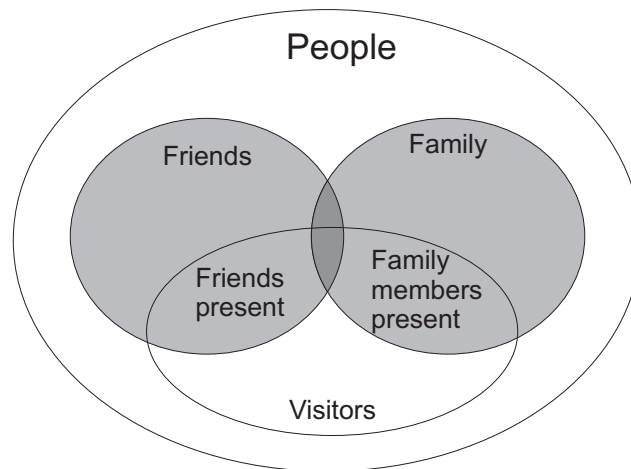 People
Friends
Family
Friends
present
Family
members
present
Visitors